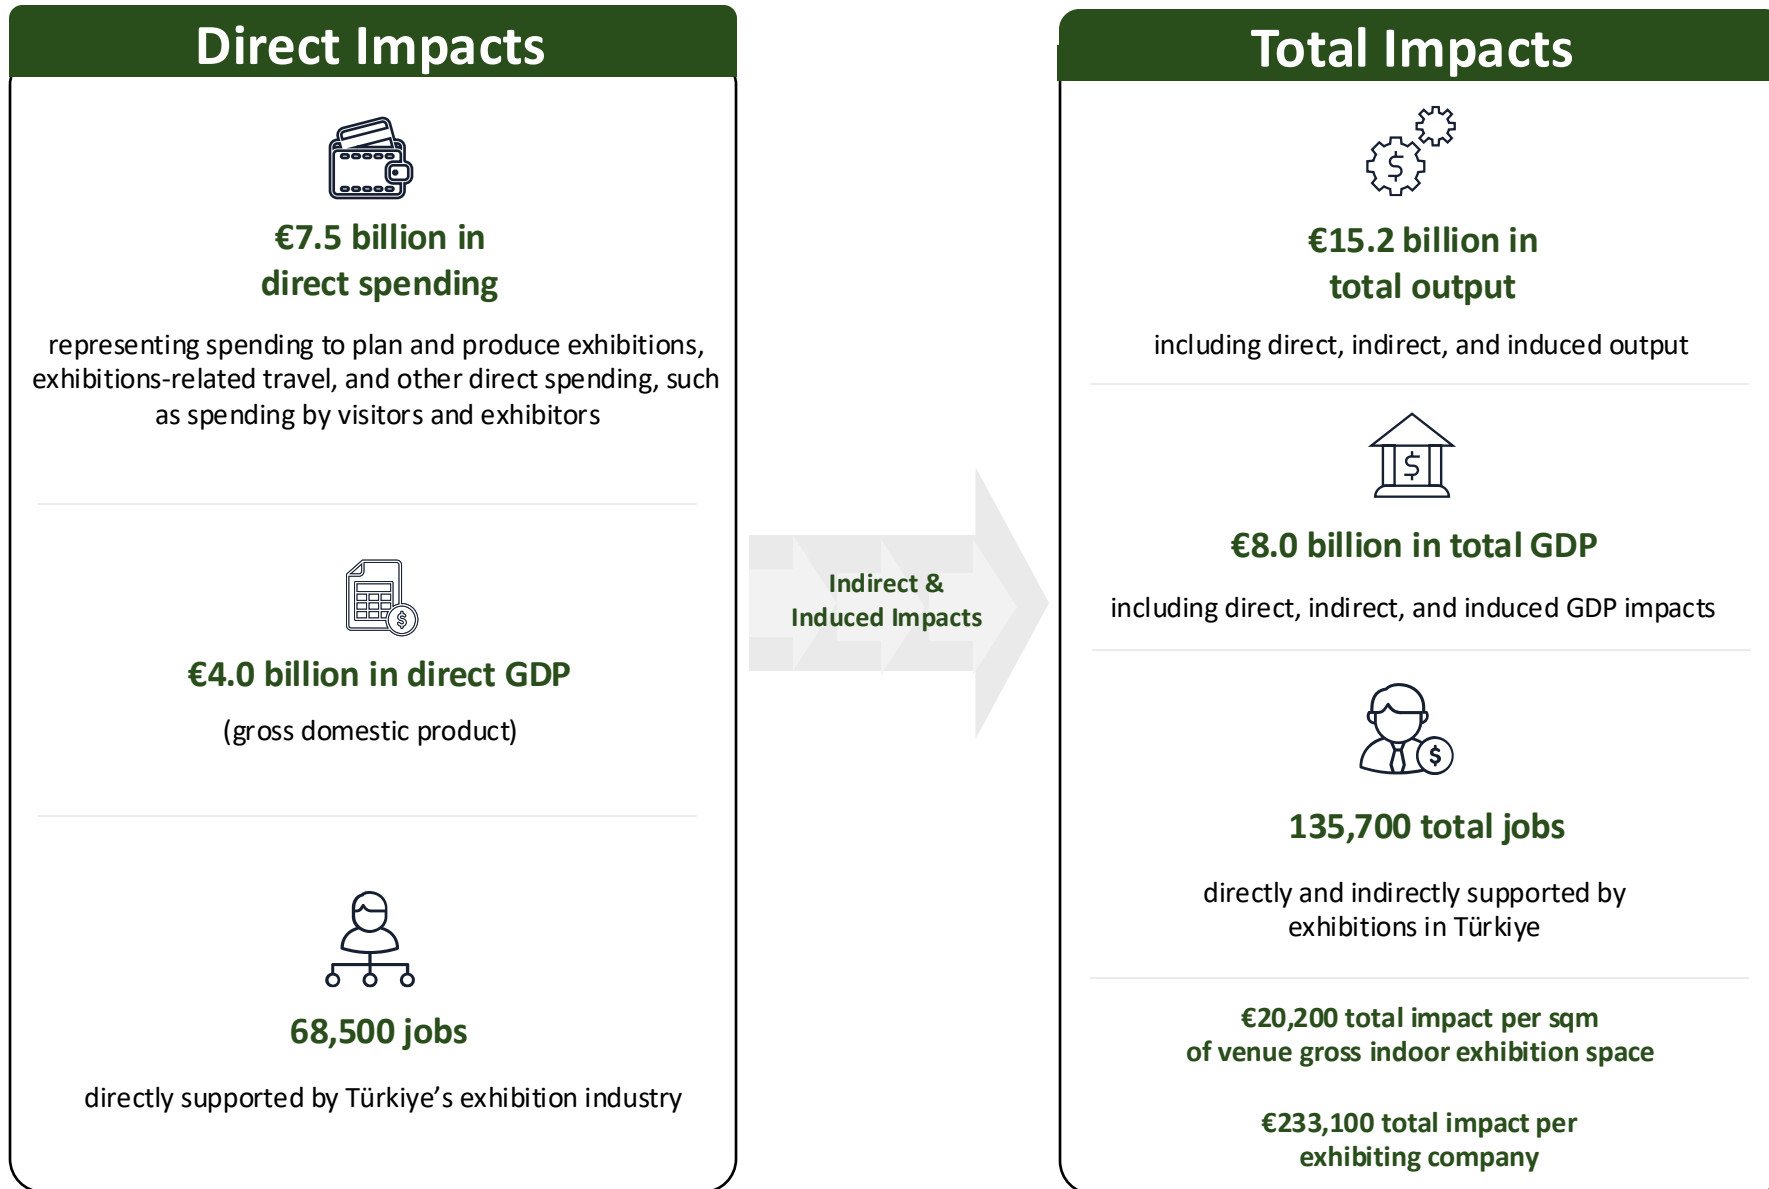 Direct Impacts
€7.5 billion in
direct spending
representing spending to plan and produce exhibitions,
exhibitions-related travel, and other direct spending, such
as spending by visitors and exhibitors
$
€4.0 billion in direct GDP
(gross domestic product)
68,500 jobs
directly supported by Türkiye’s exhibition industry
Indirect &
Induced Impacts
Total Impacts
$
€15.2 billion in
total output
including direct, indirect, and induced output
$
€8.0 billion in total GDP
including direct, indirect, and induced GDP impacts
$
135,700 total jobs
directly and indirectly supported by
exhibitions in Türkiye
€20,200 total impact per sqm
of venue gross indoor exhibition space
€233,100 total impact per
exhibiting company